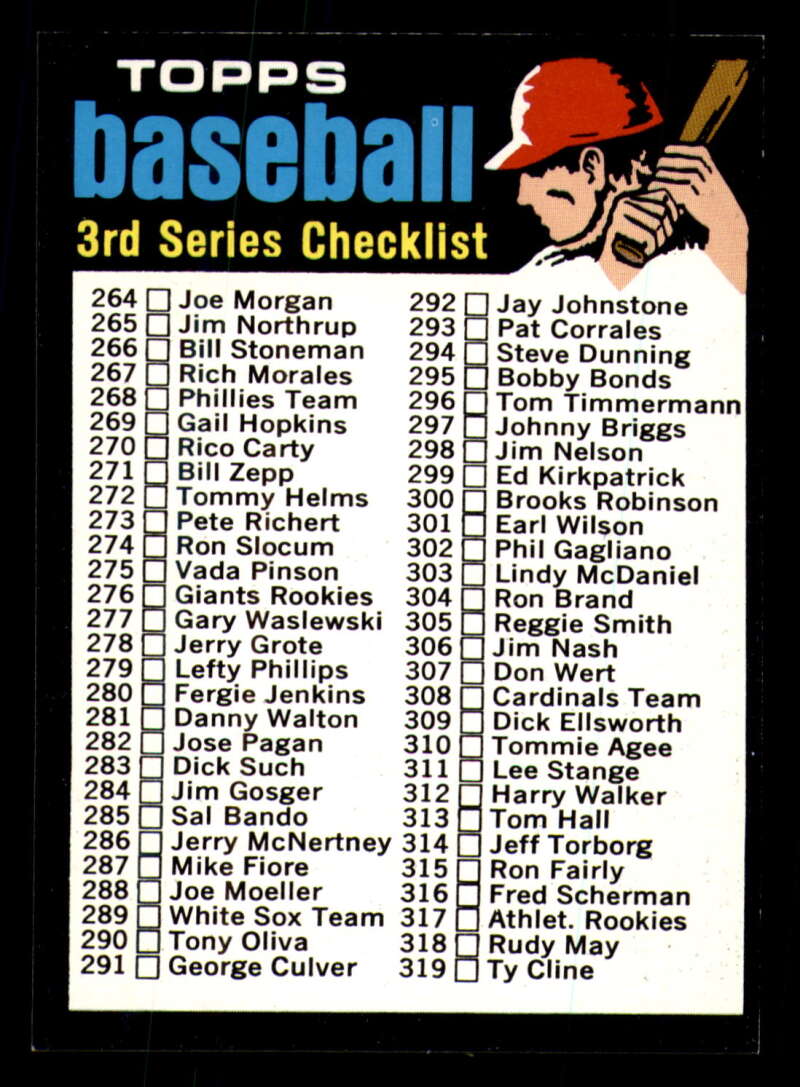 TOPPS
baseball
3rd Series Checklist
264 Joe Morgan
265 Jim Northrup
266 Bill Stoneman
267 Rich Morales
268 Phillies Team
269 Gail Hopkins
270 Rico Carty
271 Bill Zepp
272 Tommy Helms
273 Pete Richert
274 Ron Slocum
275 Vada Pinson
276 Giants Rookies
277 Gary Waslewski
278 Jerry Grote
279 Lefty Phillips
280 Fergie Jenkins
281 Danny Walton
282 Jose Pagan
283 Dick Such
284 Jim Gosger
285 Sal Bando
286 Jerry McNertney
287 Mike Fiore
288 Joe Moeller
289 White Sox Team
290 Tony Oliva
291 George Culver
292 Jay Johnstone
293 Pat Corrales
294 Steve Dunning
295 Bobby Bonds
296 Tom Timmermann
297 Johnny Briggs
298 Jim Nelson
299 Ed Kirkpatrick
300 Brooks Robinson
301 Earl Wilson
302 Phil Gagliano
303 Lindy McDaniel
304 Ron Brand
305 Reggie Smith
306 Jim Nash
307 Don Wert
308 Cardinals Team
309 Dick Ellsworth
310 Tommie Agee
311 Lee Stange
312 Harry Walker
313 Tom Hall
314 Jeff Torborg
315 Ron Fairly
316 Fred Scherman
317 Athlet. Rookies
318 Rudy May
319 Ty Cline